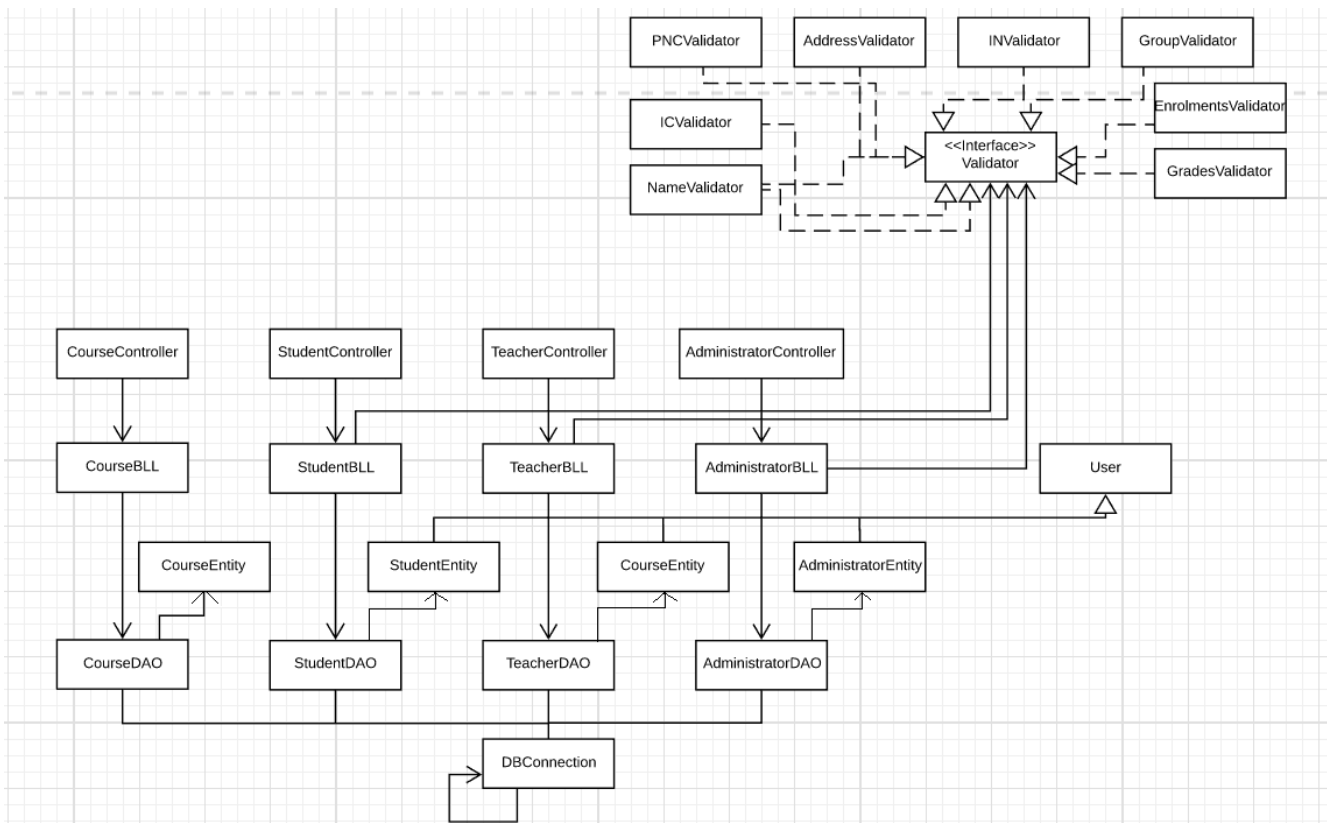 PNCValidator
AddressValidator
INValidator
GroupValidator
ICValidator
EnrolmentsValidator
<<Interface>>
Validator
NameValidator
GradesValidator
CourseController
StudentController
TeacherController
AdministratorController
CourseBLL
StudentBLL
TeacherBLL
AdministratorBLL
User
CourseEntity
StudentEntity
CourseEntity
AdministratorEntity
CourseDAO
StudentDAO
TeacherDAO
AdministratorDAO
DBConnection